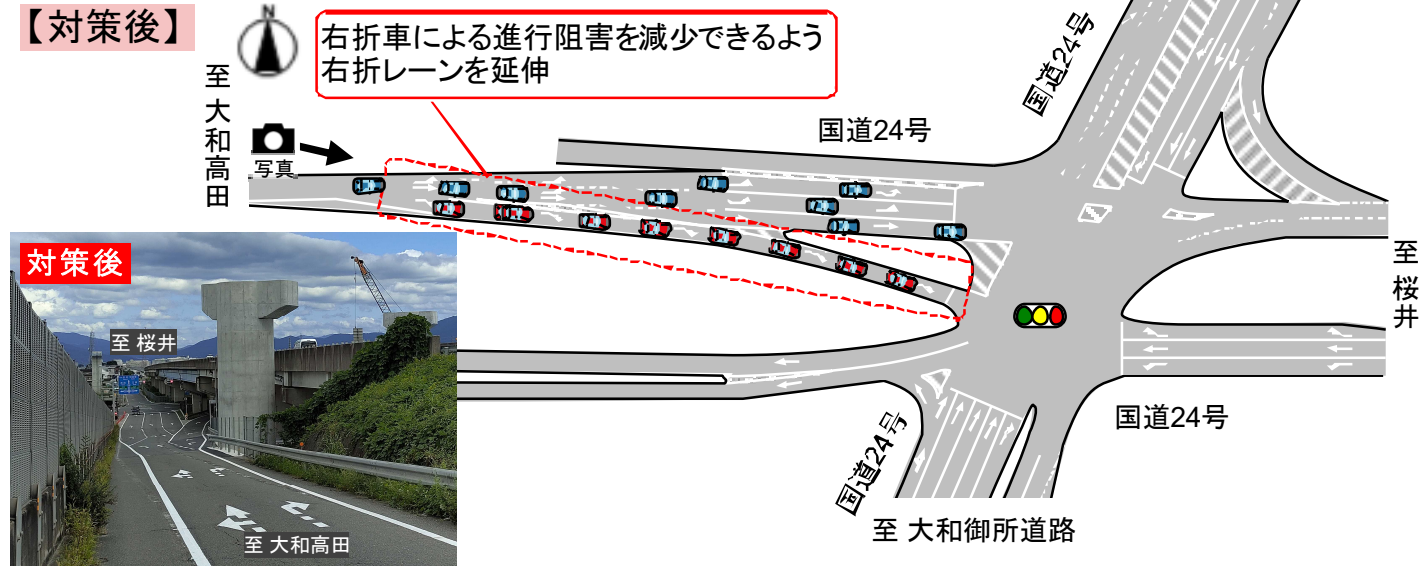 【対策後】
N
右折車による進行阻害を減少できるよう
右折レーンを延伸
至 大和高田
写真
国道24号
国道24号
至 桜井
対策後
至 桜井
至 大和高田
国道24号
国道24号
至 大和御所道路